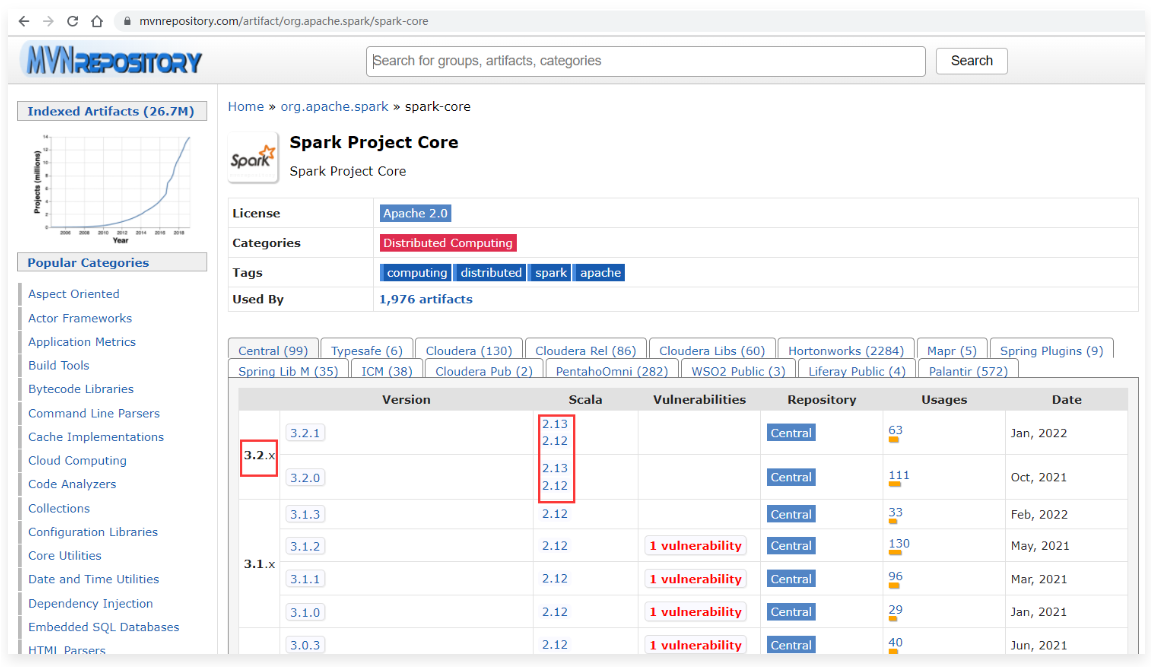 mvnrepository.com/artifact/org.apache.spark/spark-core
MVNREPOSITORY
Search for groups, artifacts, categories
Search
Indexed Artifacts (26.7M)
Projects (millions)
14
12
10
8
6
4
2
0
2006 2008 2010 2012 2014 2016 2018
Year
Popular Categories
Aspect Oriented
Actor Frameworks
Application Metrics
Build Tools
Bytecode Libraries
Command Line Parsers
Cache Implementations
Cloud Computing
Code Analyzers
Collections
Configuration Libraries
Core Utilities
Date and Time Utilities
Dependency Injection
Embedded SQL Databases
HTML Parsers
Home » org.apache.spark » spark-core
Spark
Spark Project Core
Spark Project Core
License Apache 2.0
Categories Distributed Computing
Tags computing distributed spark apache
Used By 1,976 artifacts
Central (99) Typesafe (6) Cloudera (130) Cloudera Rel (86) Cloudera Libs (60) Hortonworks (2284) Mapr (5) Spring Plugins (9)
Spring Lib M (35) ICM (38) Cloudera Pub (2) PentahoOmni (282) WSO2 Public (3) Liferay Public (4) Palantir (572)
Version Scala Vulnerabilities Repository Usages Date
3.2.x
3.2.1 2.13 2.12 Central 63 Jan, 2022
3.2.0 2.13 2.12 Central 111 Oct, 2021
3.1.x
3.1.3 2.12 Central 33 Feb, 2022
3.1.2 2.12 1 vulnerability Central 130 May, 2021
3.1.1 2.12 1 vulnerability Central 96 Mar, 2021
3.1.0 2.12 1 vulnerability Central 29 Jan, 2021
3.0.3 2.12 1 vulnerability Central 40 Jun, 2021